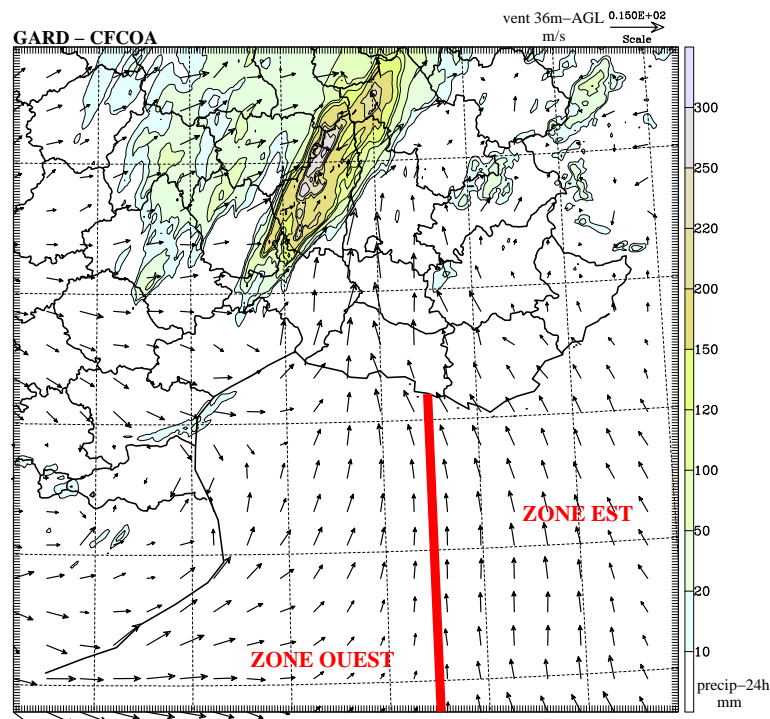 vent 36m−AGL 0.150E+02
m/s Scale
GARD − CFCOA
300
250
220
200
150
120
100
50
20
10
ZONE EST
ZONE OUEST
precip−24h
mm